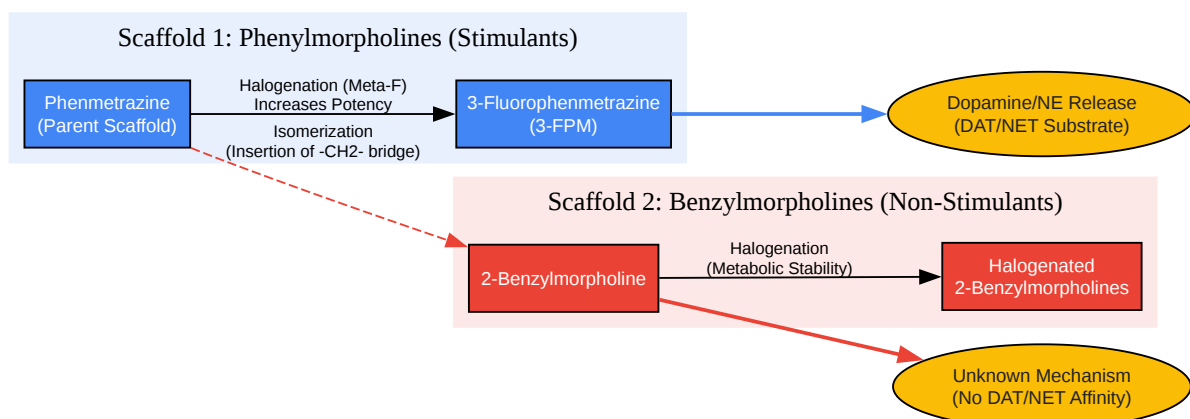 Scaffold 1: Phenylmorpholines (Stimulants)
Phenmetrazine
(Parent Scaffold)
Halogenation (Meta-F)
Increases Potency
Isomerization
(Insertion of -CH2- bridge)
3-Fluorophenmetrazine
(3-FPM)
Dopamine/NE Release
(DAT/NET Substrate)
Scaffold 2: Benzylmorpholines (Non-Stimulants)
2-Benzylmorpholine
Halogenation
(Metabolic Stability)
Halogenated
2-Benzylmorpholines
Unknown Mechanism
(No DAT/NET Affinity)